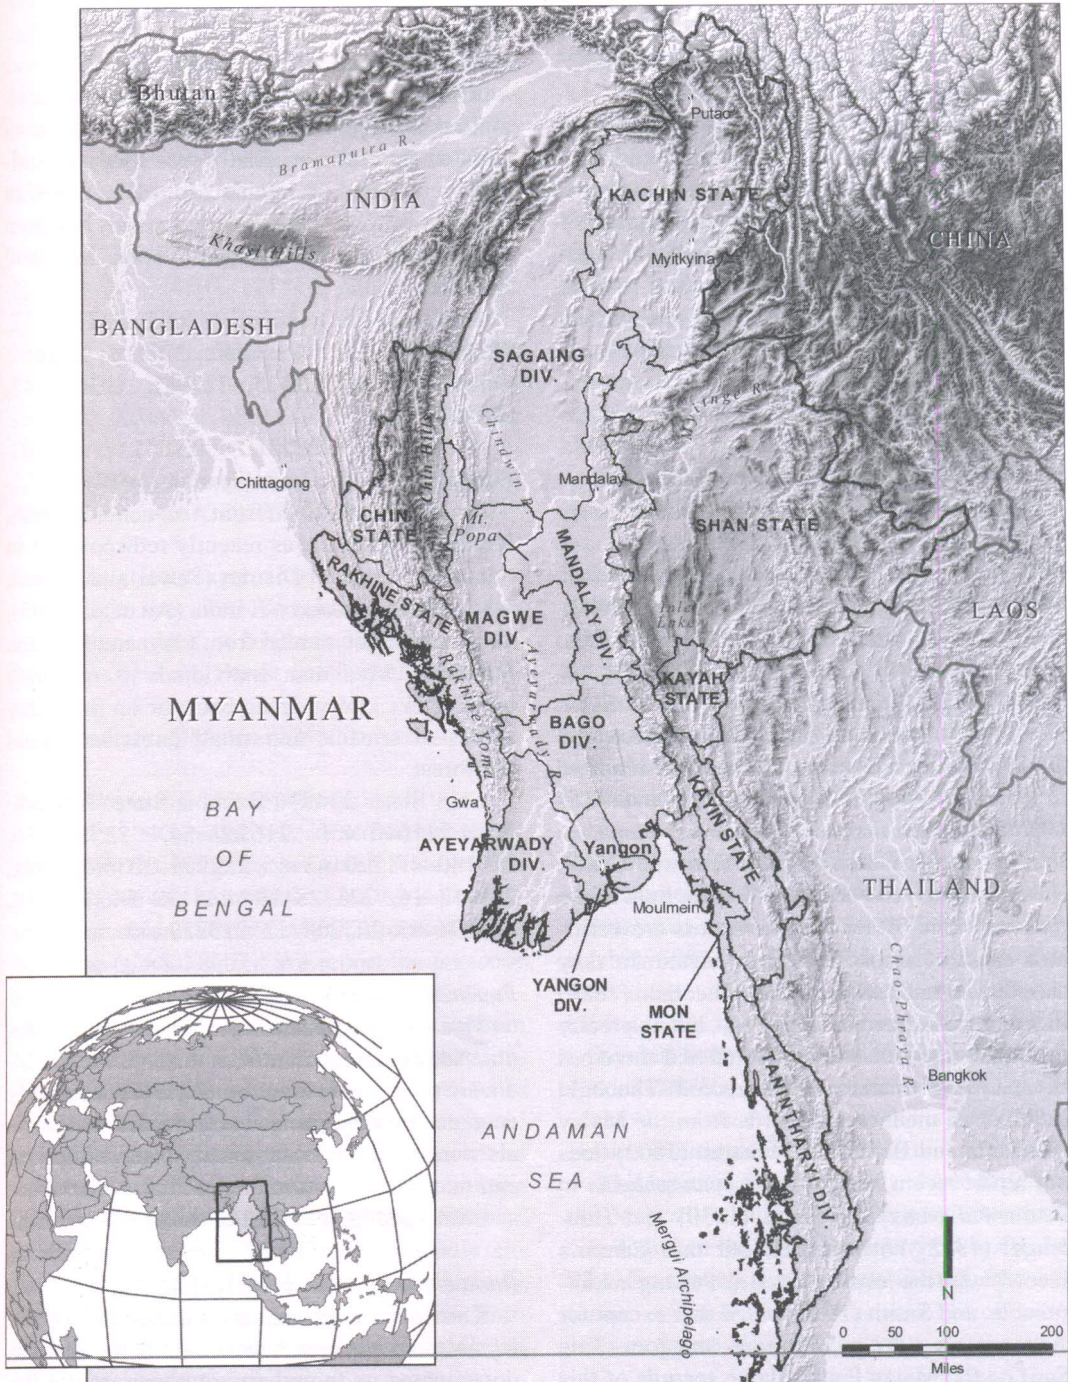 Bhutan
Putao
Bramaputra R.
INDIA
KACHIN STATE
Khasi Hills
CHINA
Myitkyina
BANGLADESH
SAGAING
DIV.
Chindwin R.
Chin Hills
Chittagong
Mandalay
CHIN
STATE
Mt.
Popa
SHAN STATE
MANDALAY DIV.
RAKHINE STATE
Lake
LAOS
MAGWE
DIV.
KAYAH
STATE
Rakhine Yoma
Ayeyarwady R.
MYANMAR
BAGO
DIV.
KAYIN STATE
Gwa
BAY
OF
BENGAL
AYEYARWADY
DIV.
Yangon
THAILAND
Moulmein
Chao-Phraya R.
YANGON
DIV.
MON
STATE
Bangkok
TANINTHARY DIV.
ANDAMAN
SEA
Mergui Archipelago
N
0 50 100 200
Miles